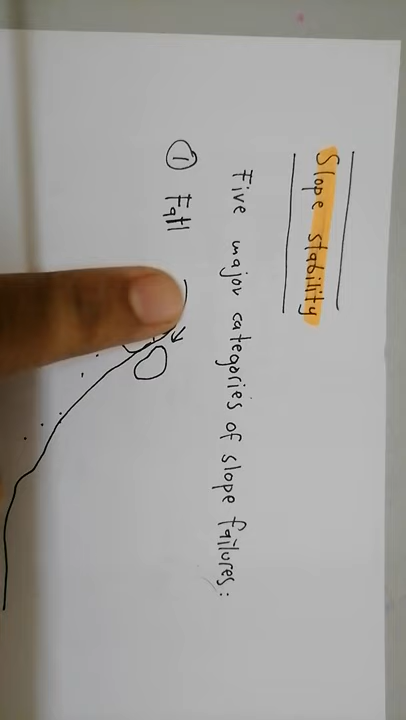 Slope stability
Five major categories of slope failures:
① Fall